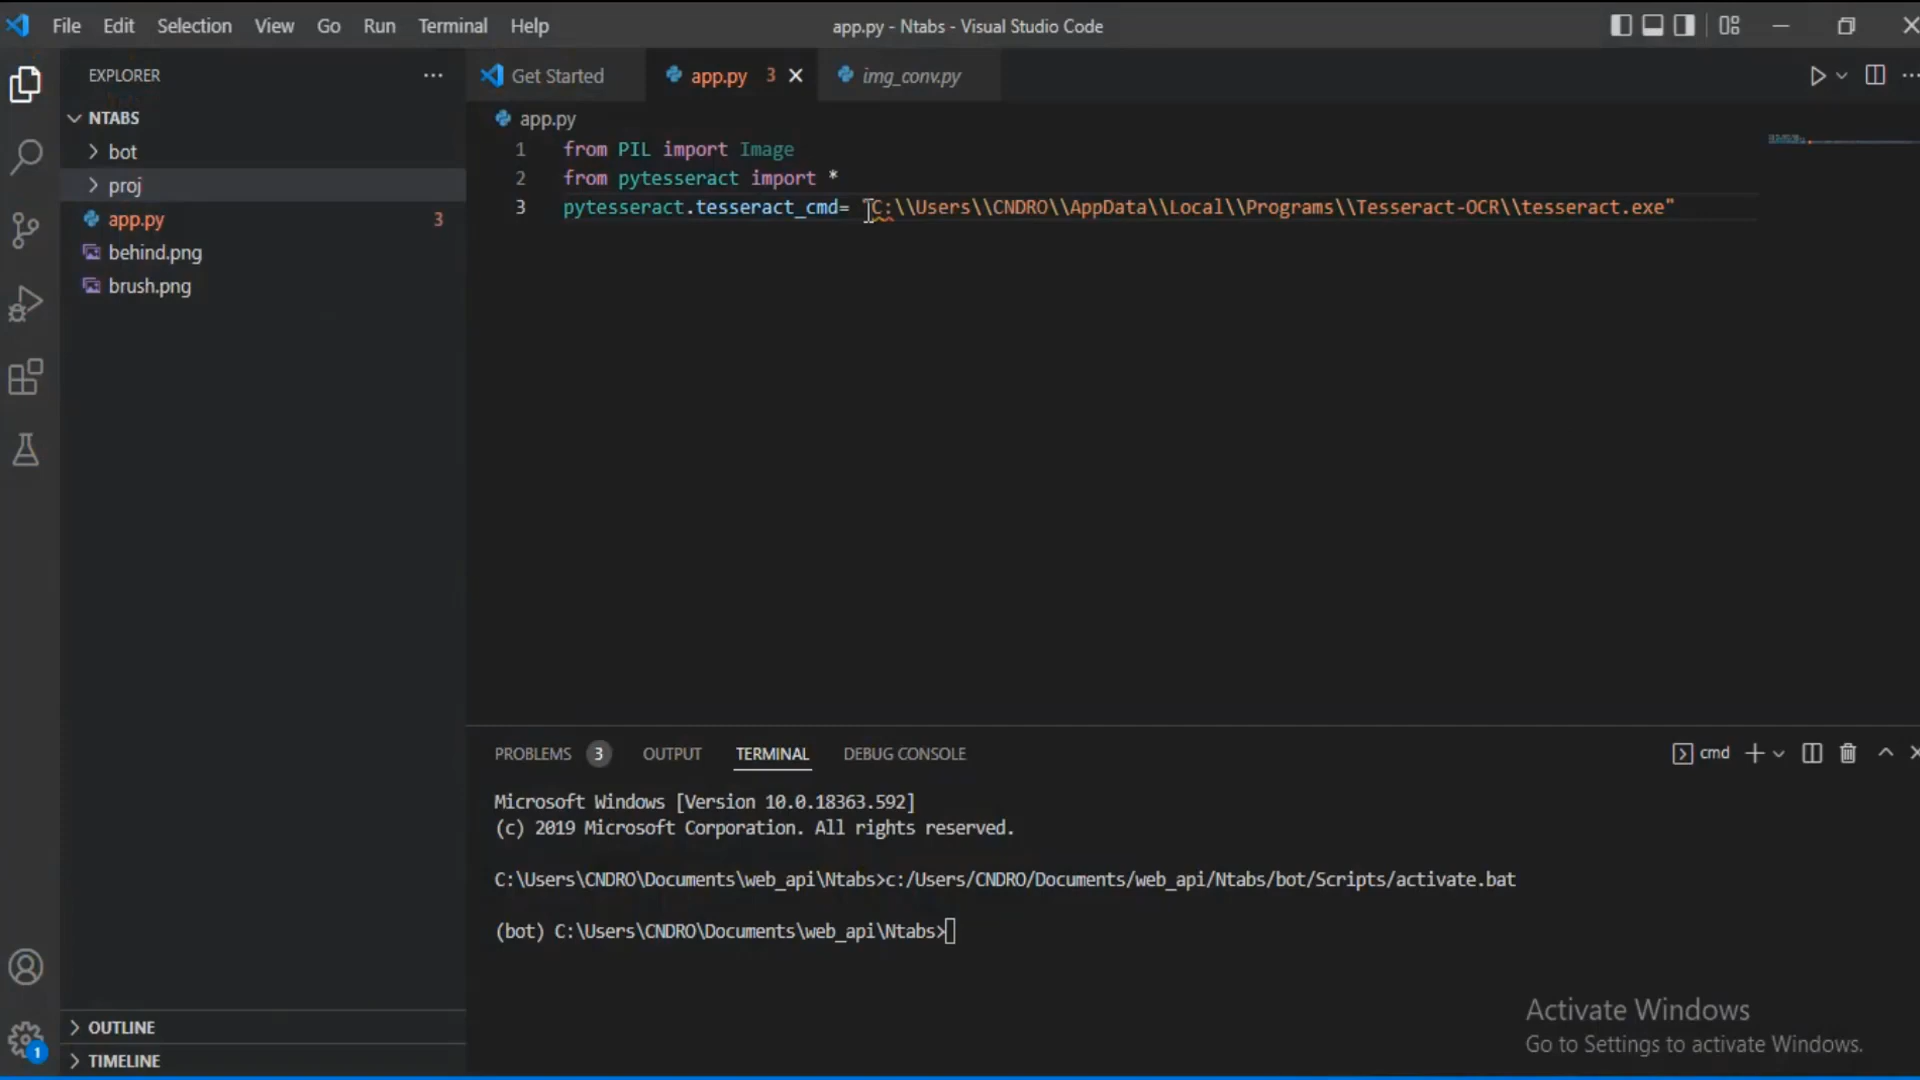 File Edit Selection View Go Run Terminal Help
app.py - Ntabs - Visual Studio Code
EXPLORER
NTABS
bot
proj
app.py 3
behind.png
brush.png
OUTLINE
TIMELINE
1
Get Started
app.py 3
img_conv.py
app.py
1 from PIL import Image
2 from pytesseract import *
3 pytesseract.tesseract_cmd= "C:\\Users\\CNDRO\\AppData\\Local\\Programs\\Tesseract-OCR\\tesseract.exe"
PROBLEMS 3 OUTPUT TERMINAL DEBUG CONSOLE
cmd
Microsoft Windows [Version 10.0.18363.592]
(c) 2019 Microsoft Corporation. All rights reserved.
C:\Users\CNDRO\Documents\web_api\Ntabs>c:/Users/CNDRO/Documents/web_api/Ntabs/bot/Scripts/activate.bat
(bot) C:\Users\CNDRO\Documents\web_api\Ntabs>
Activate Windows
Go to Settings to activate Windows.